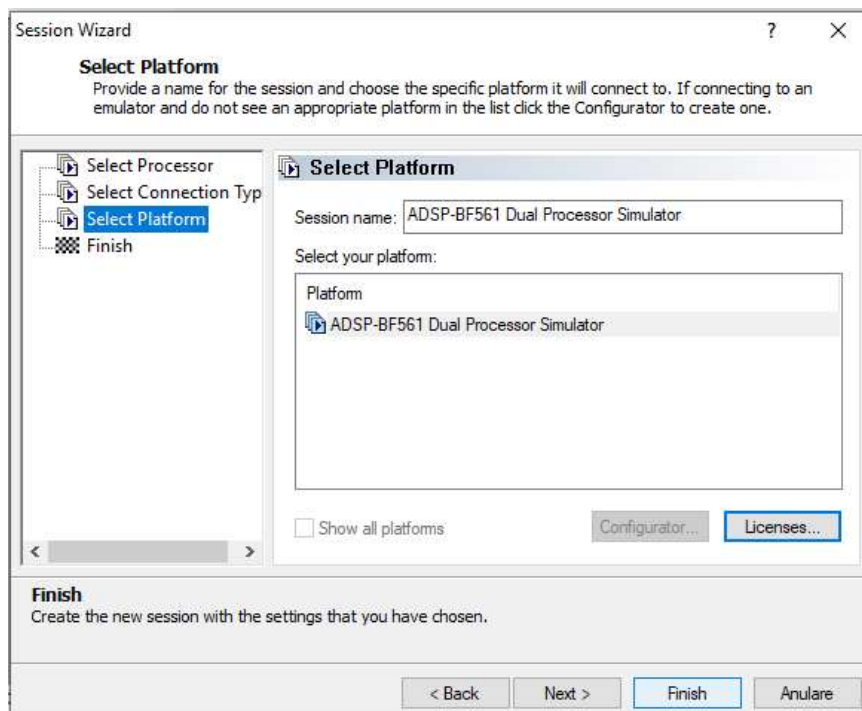 Session Wizard
Select Platform
Provide a name for the session and choose the specific platform it will connect to. If connecting to an
emulator and do not see an appropriate platform in the list click the Configurator to create one.
Select Processor
Select Connection Typ
Select Platform
Finish
Select Platform
Session name: ADSP-BF561 Dual Processor Simulator
Select your platform:
Platform
ADSP-BF561 Dual Processor Simulator
Show all platforms
Configurator...
Licenses...
Finish
Create the new session with the settings that you have chosen.
< Back
Next >
Finish
Anulare